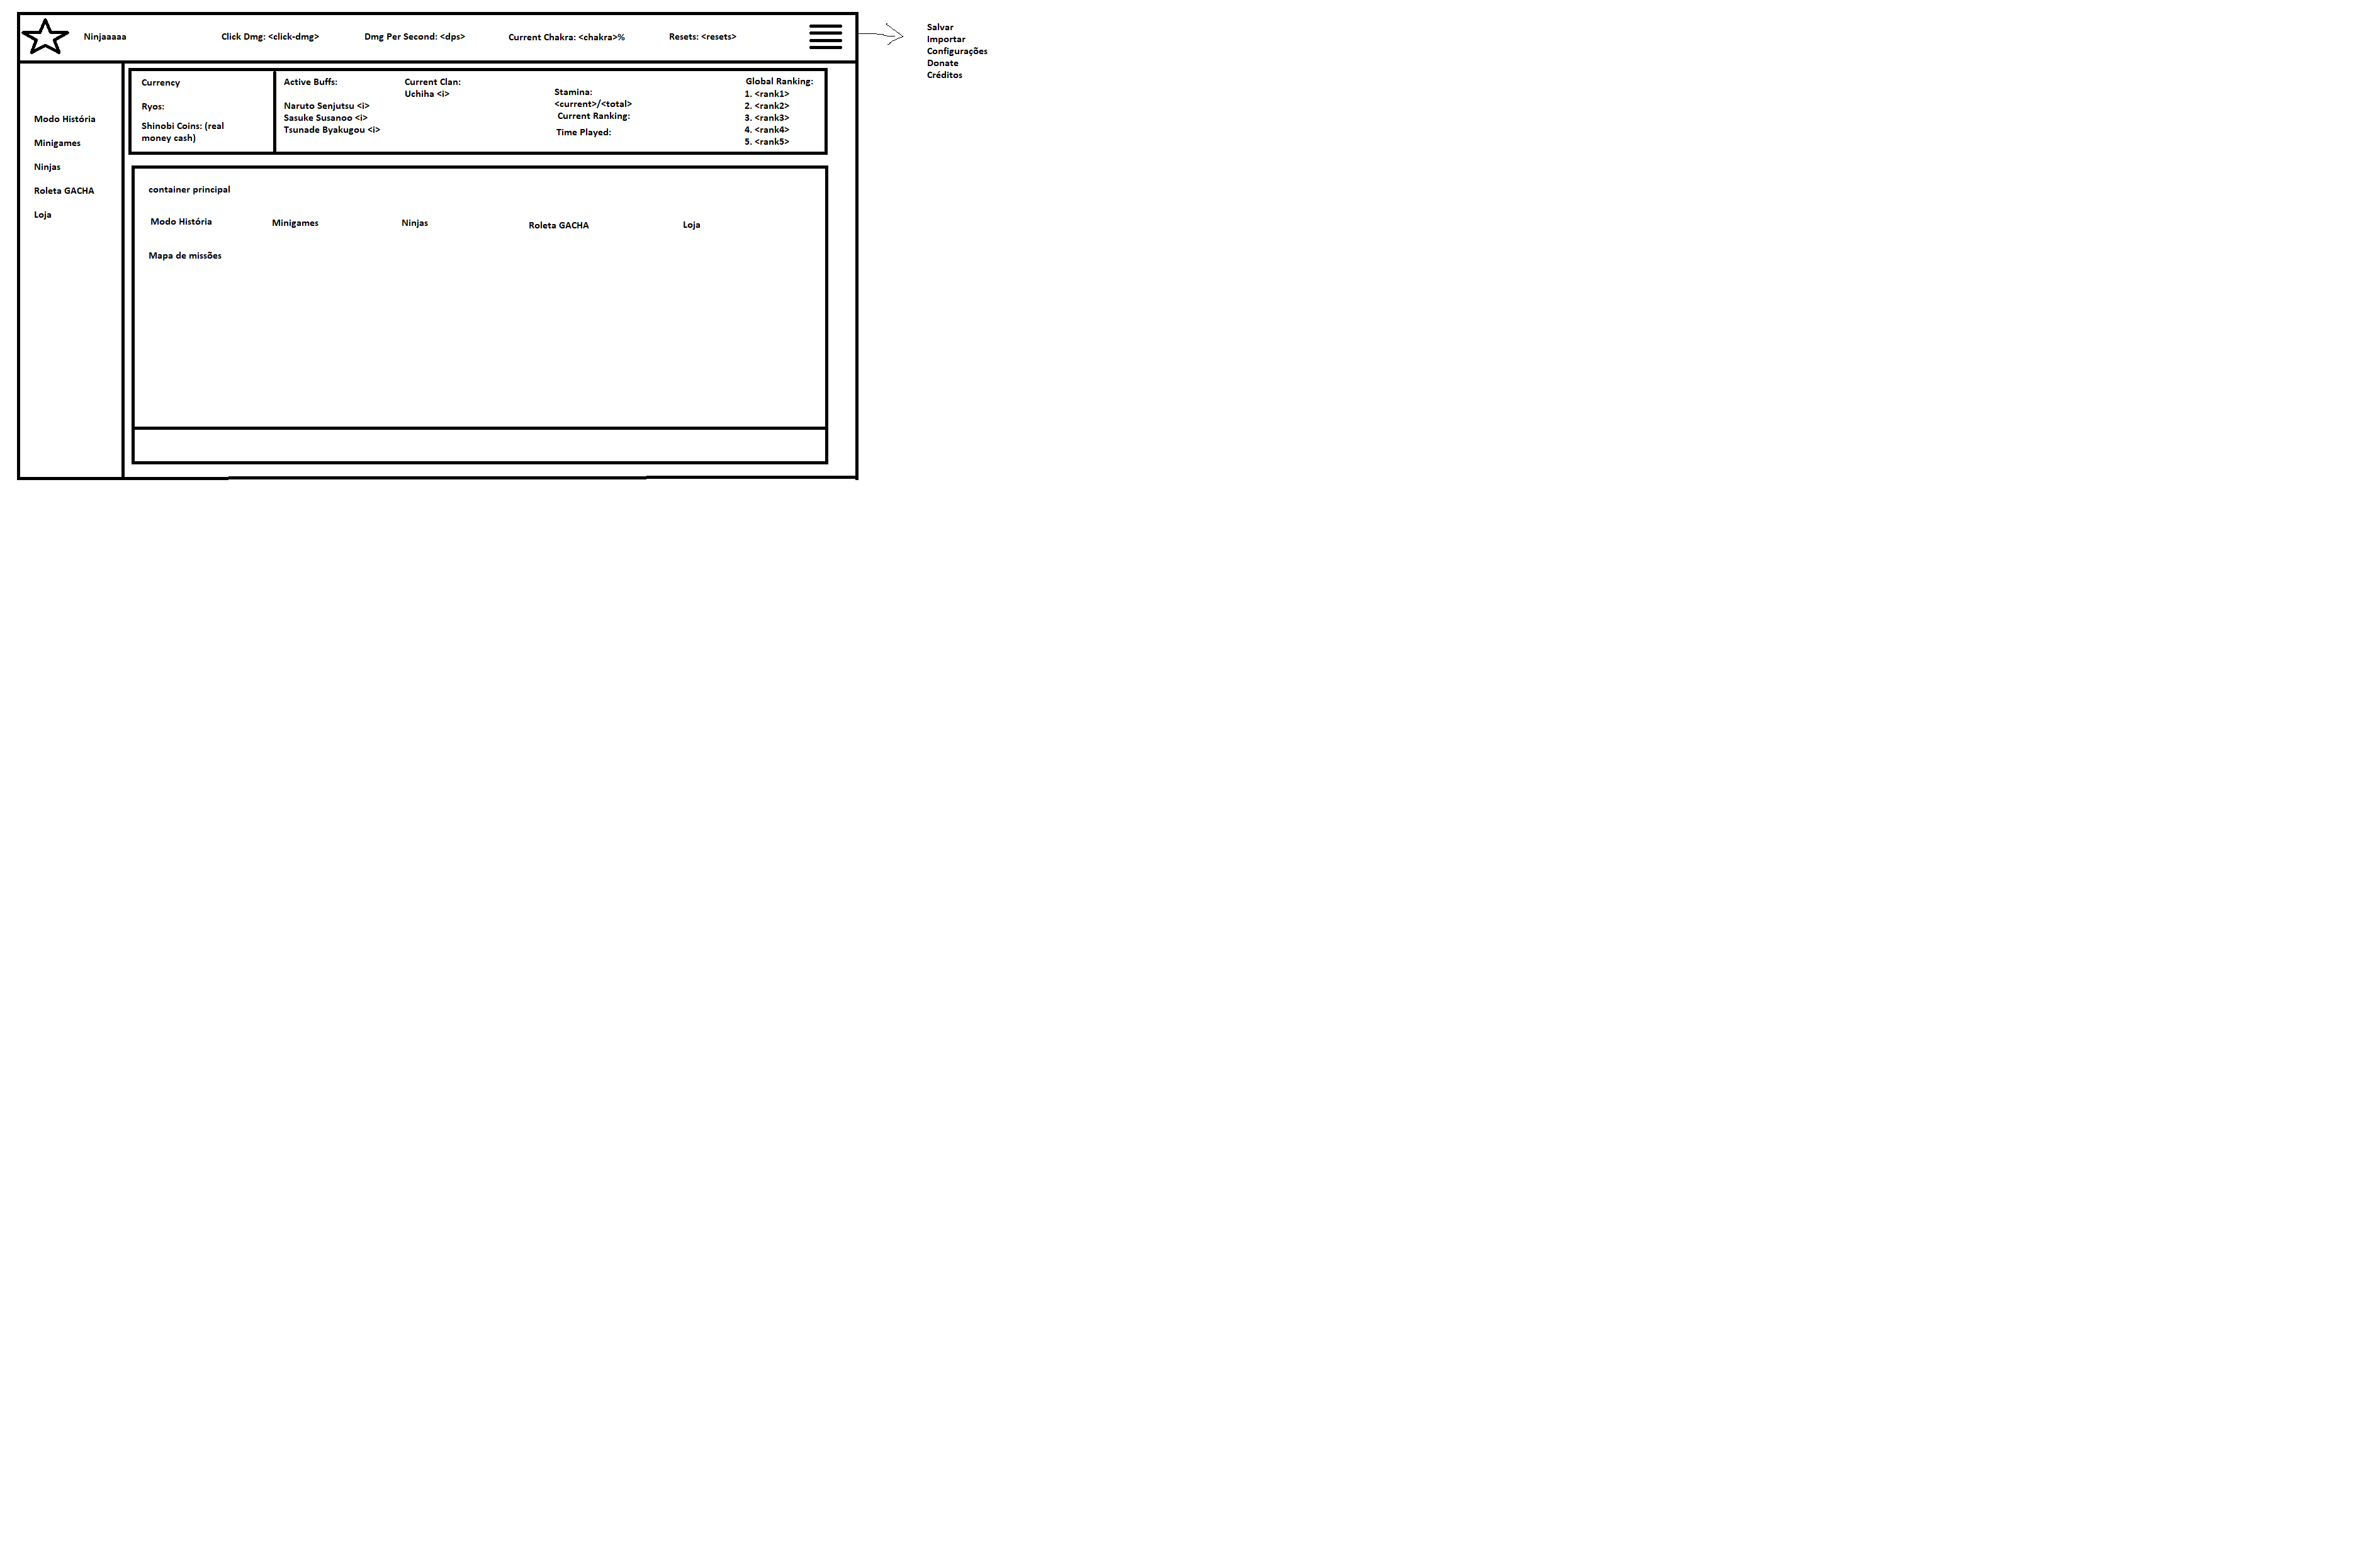 Ninjaaaaa
Click Dmg: <click-dmg>
Dmg Per Second: <dps>
Current Chakra: <chakra>%
Resets: <resets>
Salvar
Importar
Configurações
Donate
Créditos
Modo História
Minigames
Ninjas
Roleta GACHA
Loja
Currency
Ryos:
Shinobi Coins: (real
money cash)
Active Buffs:
Naruto Senjutsu <i>
Sasuke Susanoo <i>
Tsunade Byakugou <i>
Current Clan:
Uchiha <i>
Stamina:
<current>/<total>
Current Ranking:
Time Played:
Global Ranking:
1. <rank1>
2. <rank2>
3. <rank3>
4. <rank4>
5. <rank5>
container principal
Modo História
Minigames
Ninjas
Roleta GACHA
Loja
Mapa de missões